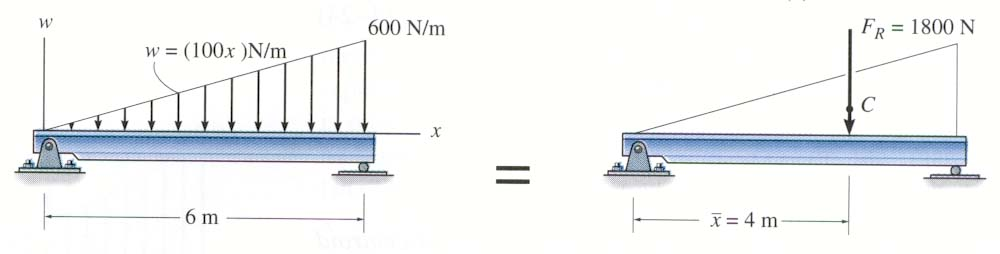 w
w = (100x )N/m
600 N/m
x
6 m
=
F_R = 1800 N
C
x̄ = 4 m